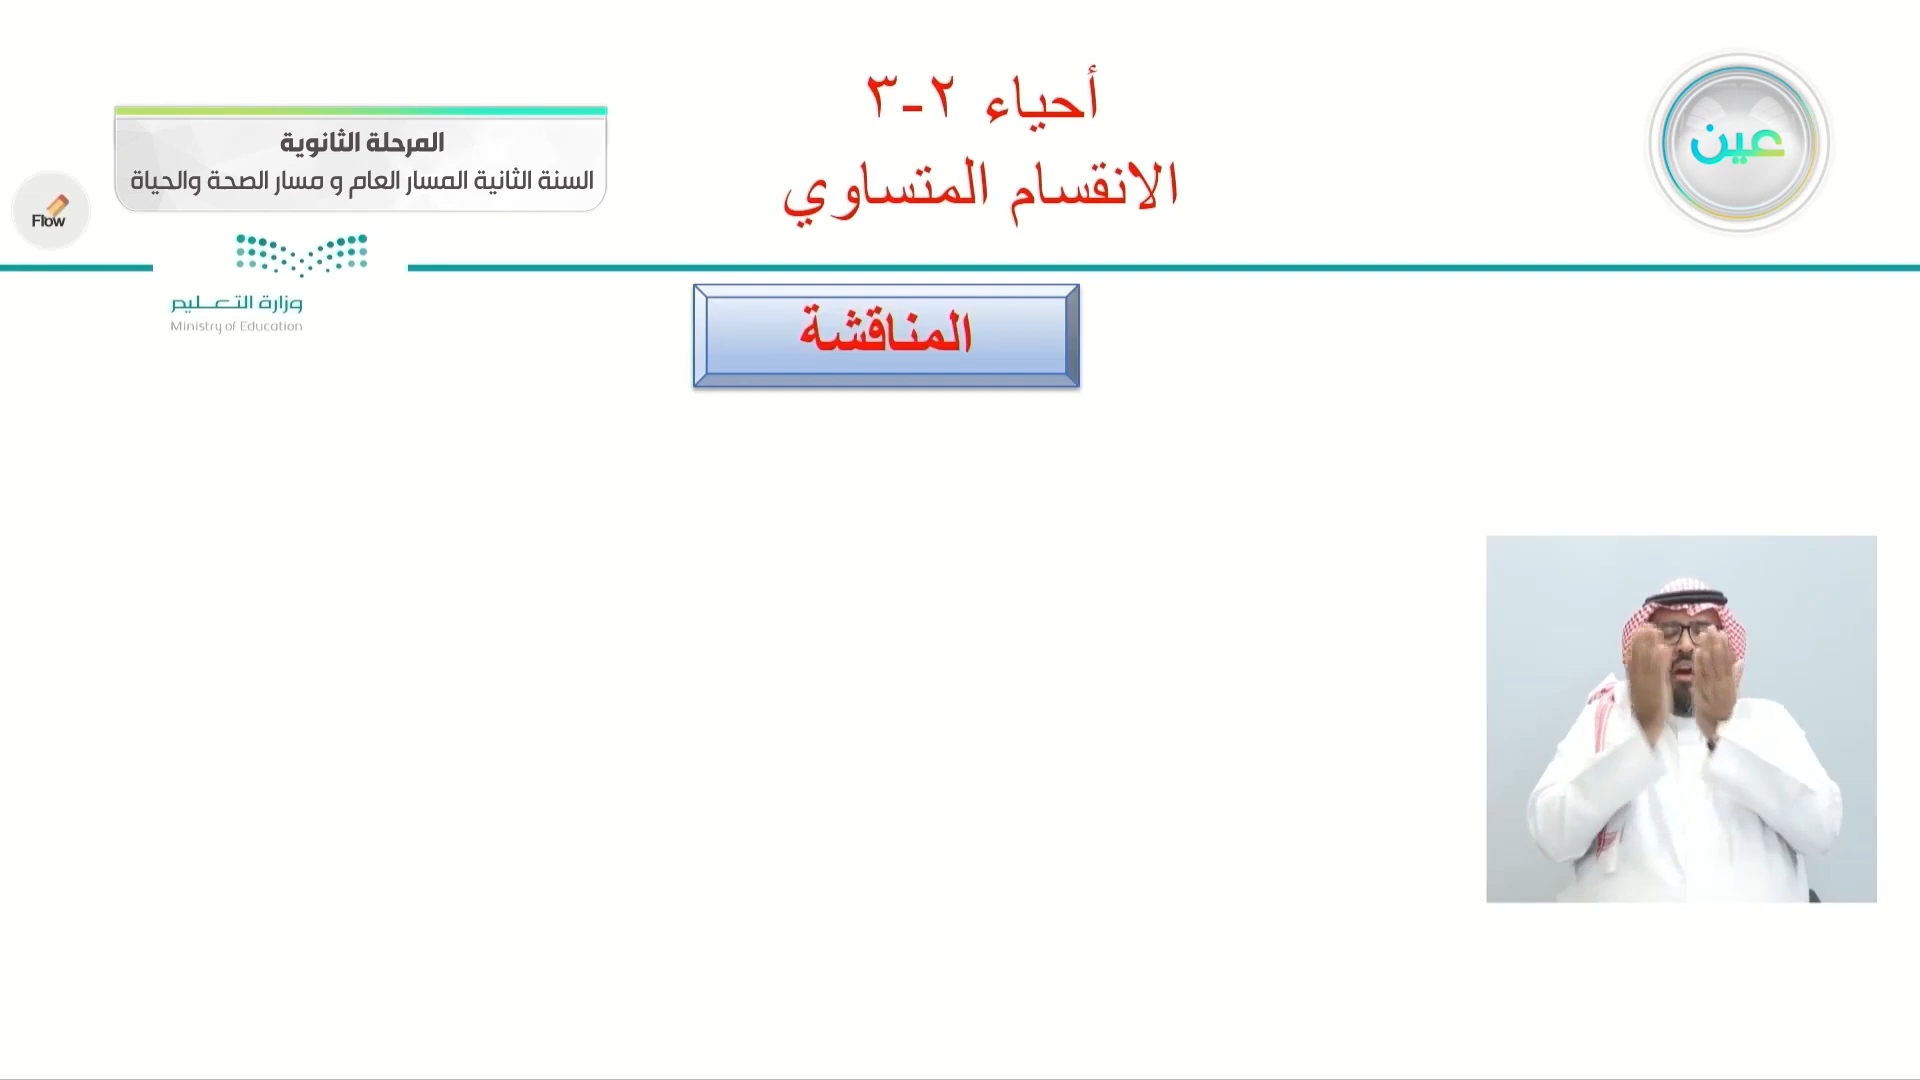 أحياء ٢-٣
الانقسام المتساوي
عين
المرحلة الثانوية
السنة الثانية المسار العام و مسار الصحة والحياة
Flow
وزارة التعليم
Ministry of Education
المناقشة